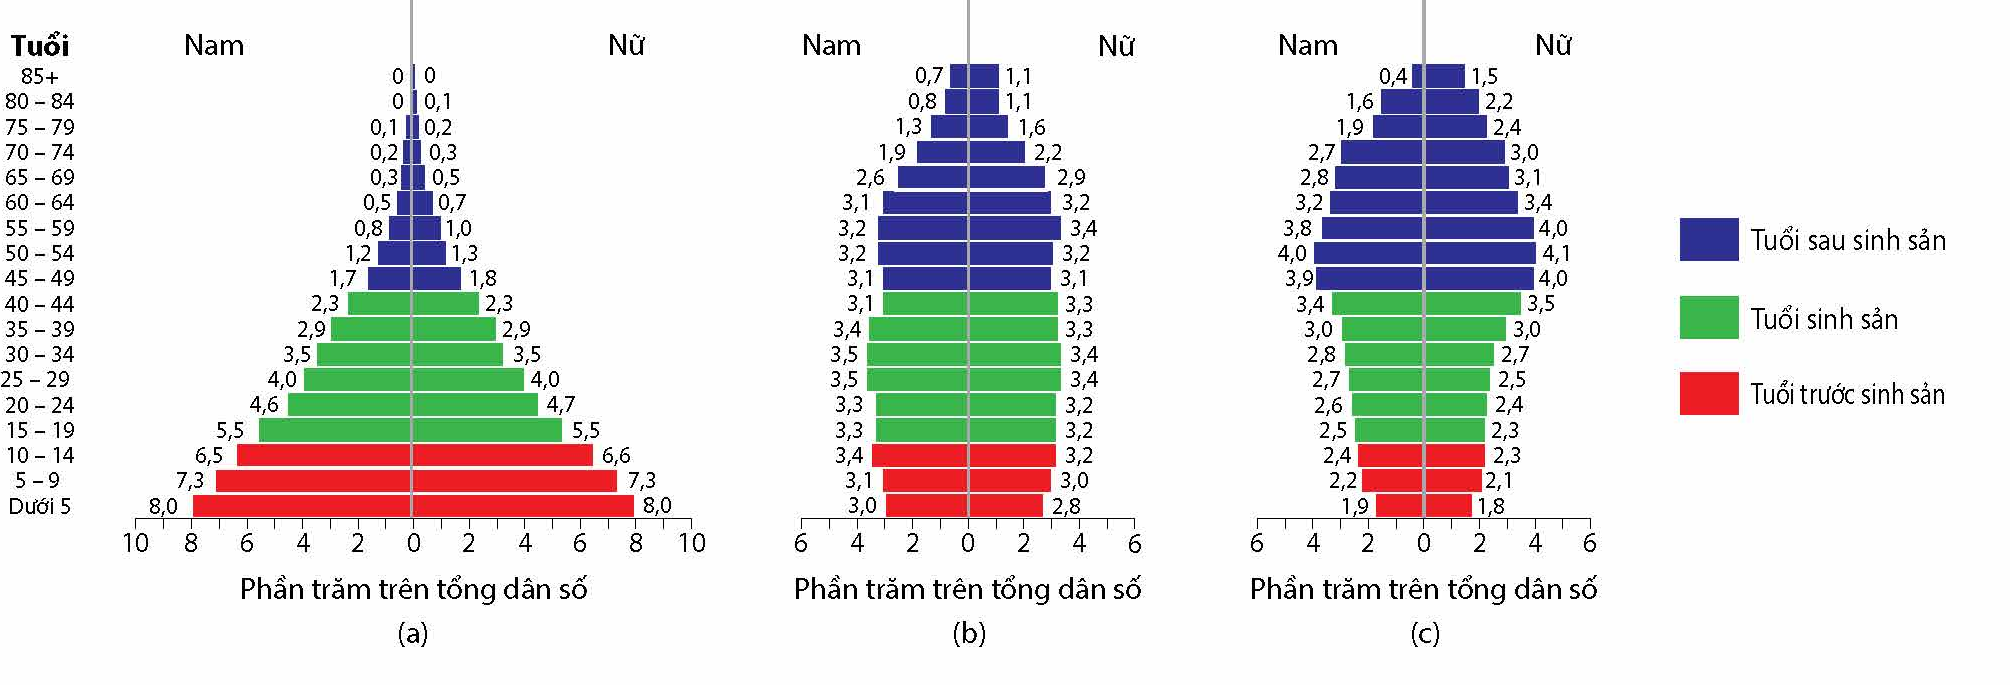 Tuổi Nam Nữ Nam Nữ Nam Nữ
85+ 0 0 0,7 1,1 0,4 1,5
80 – 84 0 0,1 0,8 1,1 1,6 2,2
75 – 79 0,1 0,2 1,3 1,6 1,9 2,4
70 – 74 0,2 0,3 1,9 2,2 2,7 3,0
65 – 69 0,3 0,5 2,6 2,9 2,8 3,1
60 – 64 0,5 0,7 3,1 3,2 3,2 3,4
55 – 59 0,8 1,0 3,2 3,4 3,8 4,0
50 – 54 1,2 1,3 3,2 3,2 4,0 4,1
45 – 49 1,7 1,8 3,1 3,1 3,9 4,0
40 – 44 2,3 2,3 3,1 3,3 3,4 3,5
35 – 39 2,9 2,9 3,4 3,3 3,0 3,0
30 – 34 3,5 3,5 3,5 3,4 2,8 2,7
25 – 29 4,0 4,0 3,5 3,4 2,7 2,5
20 – 24 4,6 4,7 3,3 3,2 2,6 2,4
15 – 19 5,5 5,5 3,3 3,2 2,5 2,3
10 – 14 6,5 6,6 3,4 3,2 2,4 2,3
5 – 9 7,3 7,3 3,1 3,0 2,2 2,1
Dưới 5 8,0 8,0 3,0 2,8 1,9 1,8
10 8 6 4 2 0 2 4 6 8 10 6 4 2 0 2 4 6 6 4 2 0 2 4 6
Phần trăm trên tổng dân số Phần trăm trên tổng dân số Phần trăm trên tổng dân số
(a) (b) (c)
Tuổi sau sinh sản
Tuổi sinh sản
Tuổi trước sinh sản